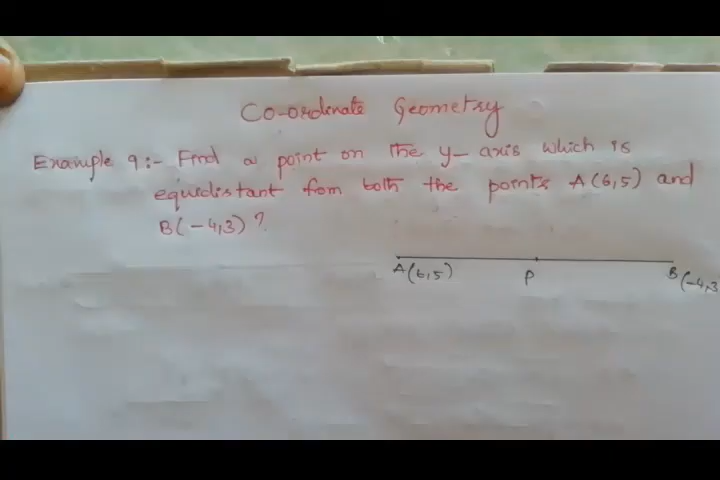 Co-ordinate Geometry
Example 9:- Find a point on the y-axis which is
equidistant from both the points A(6,5) and
B(-4,3)?
A(6,5) P B(-4,3